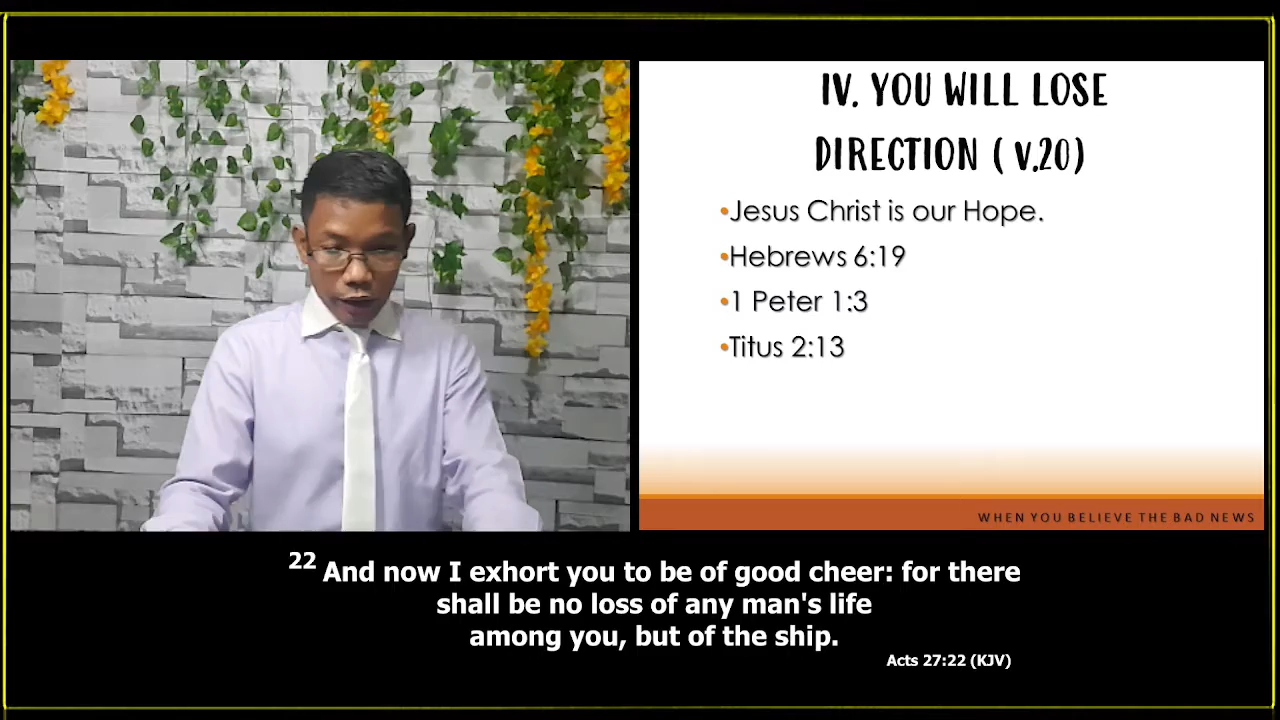 IV. YOU WILL LOSE
DIRECTION ( v.20)
•Jesus Christ is our Hope.
•Hebrews 6:19
•1 Peter 1:3
•Titus 2:13
WHEN YOU BELIEVE THE BAD NEWS
22 And now I exhort you to be of good cheer: for there
shall be no loss of any man's life
among you, but of the ship.
Acts 27:22 (KJV)